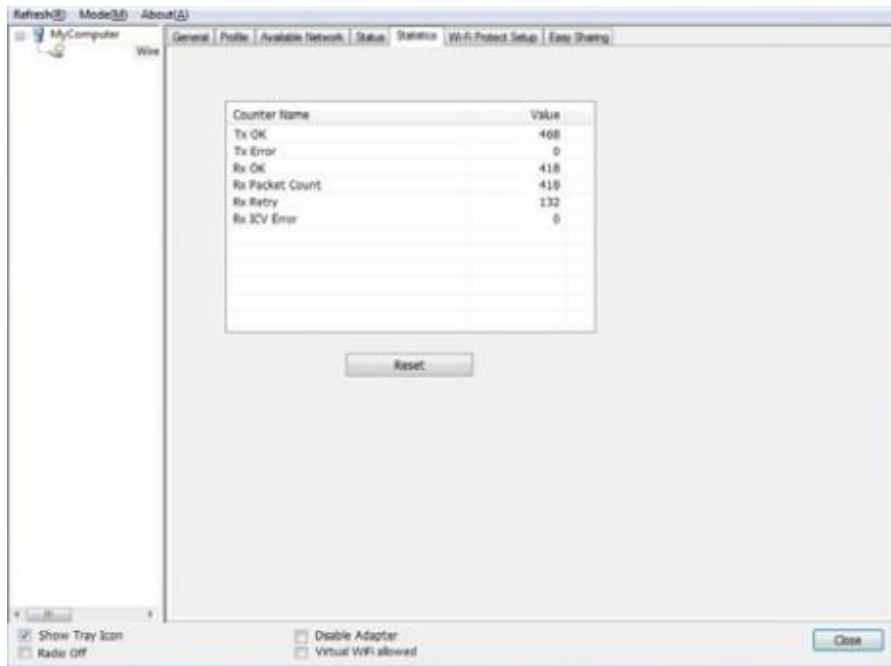 Refresh(R) Mode(M) About(A)
MyComputer
Wire
General Profile Available Network Status Statistics Wi-Fi Protect Setup Easy Sharing
Counter Name Value
Tx OK 468
Tx Error 0
Rx OK 418
Rx Packet Count 418
Rx Retry 132
Rx ICV Error 0
Reset
Show Tray Icon
Radio Off
Disable Adapter
Virtual WiFi allowed
Close